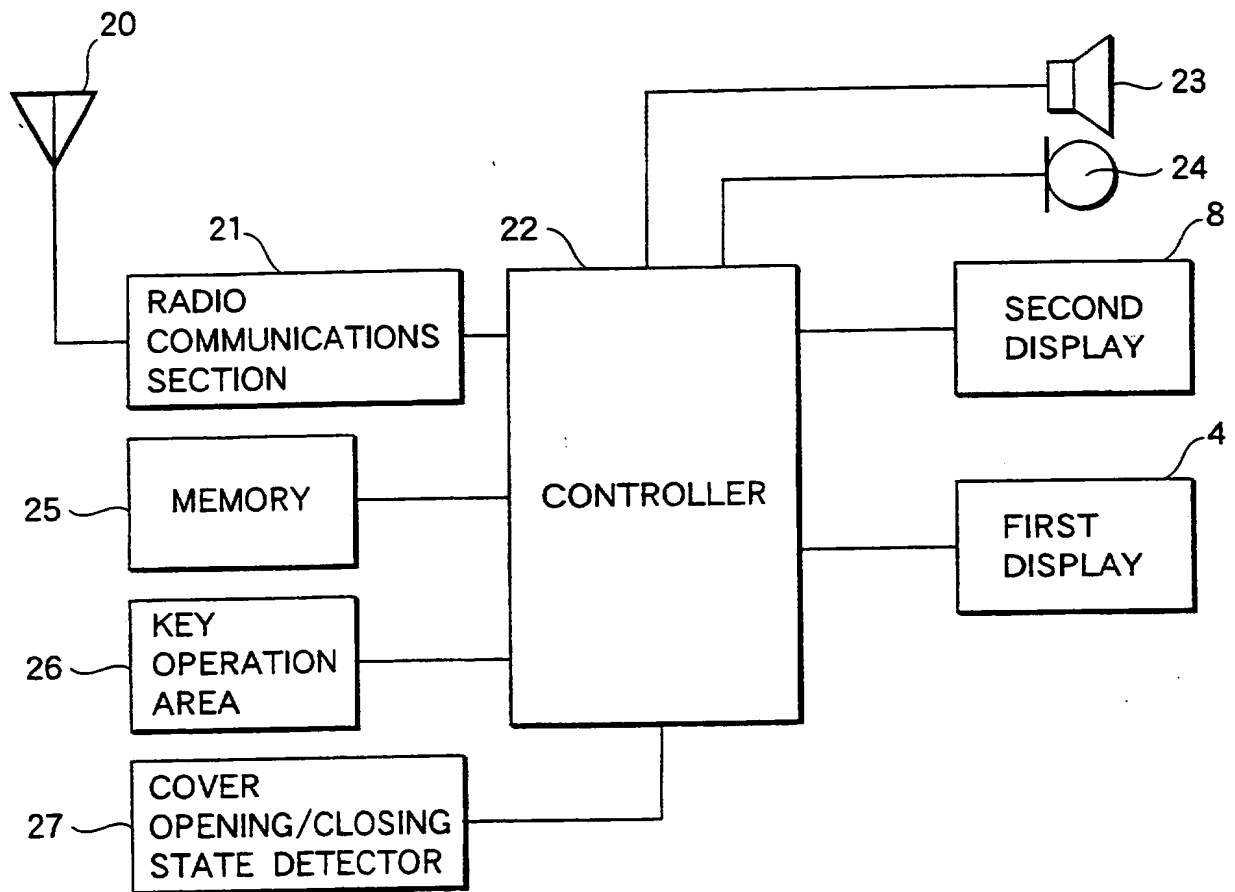 20
23
24
21
22
8
RADIO
COMMUNICATIONS
SECTION
SECOND
DISPLAY
4
25
MEMORY
CONTROLLER
FIRST
DISPLAY
26
KEY
OPERATION
AREA
27
COVER
OPENING/CLOSING
STATE DETECTOR